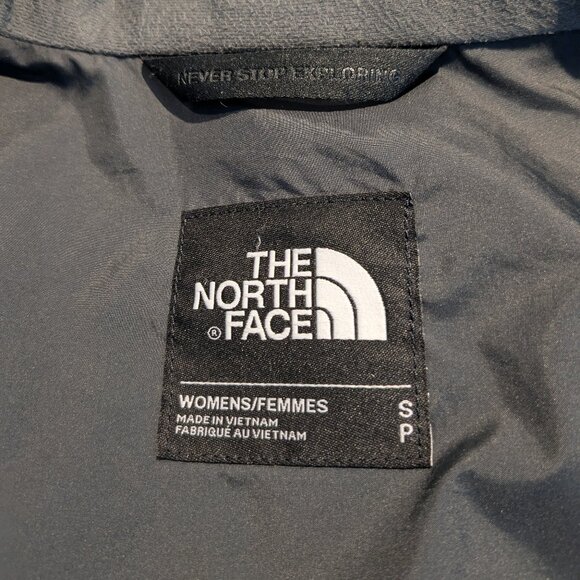 NEVER STOP EXPLORING
THE
NORTH
® FACE
WOMENS/FEMMES S
MADE IN VIETNAM
FABRIQUÉ AU VIETNAM P